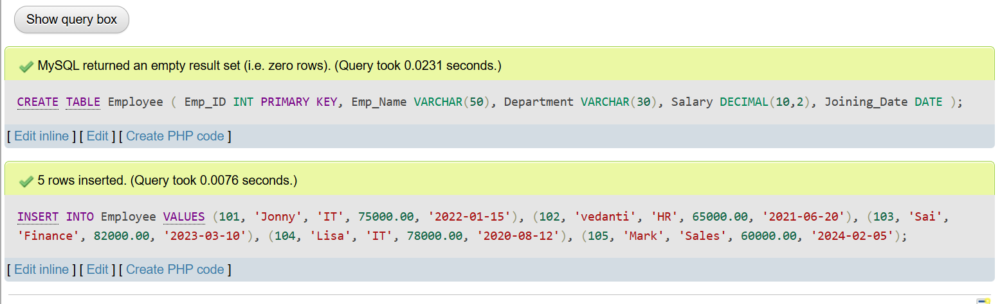 Show query box
MySQL returned an empty result set (i.e. zero rows). (Query took 0.0231 seconds.)
CREATE TABLE Employee ( Emp_ID INT PRIMARY KEY, Emp_Name VARCHAR(50), Department VARCHAR(30), Salary DECIMAL(10,2), Joining_Date DATE );
[ Edit inline ] [ Edit ] [ Create PHP code ]
5 rows inserted. (Query took 0.0076 seconds.)
INSERT INTO Employee VALUES (101, 'Jonny', 'IT', 75000.00, '2022-01-15'), (102, 'vedanti', 'HR', 65000.00, '2021-06-20'), (103, 'Sai',
'Finance', 82000.00, '2023-03-10'), (104, 'Lisa', 'IT', 78000.00, '2020-08-12'), (105, 'Mark', 'Sales', 60000.00, '2024-02-05');
[ Edit inline ] [ Edit ] [ Create PHP code ]